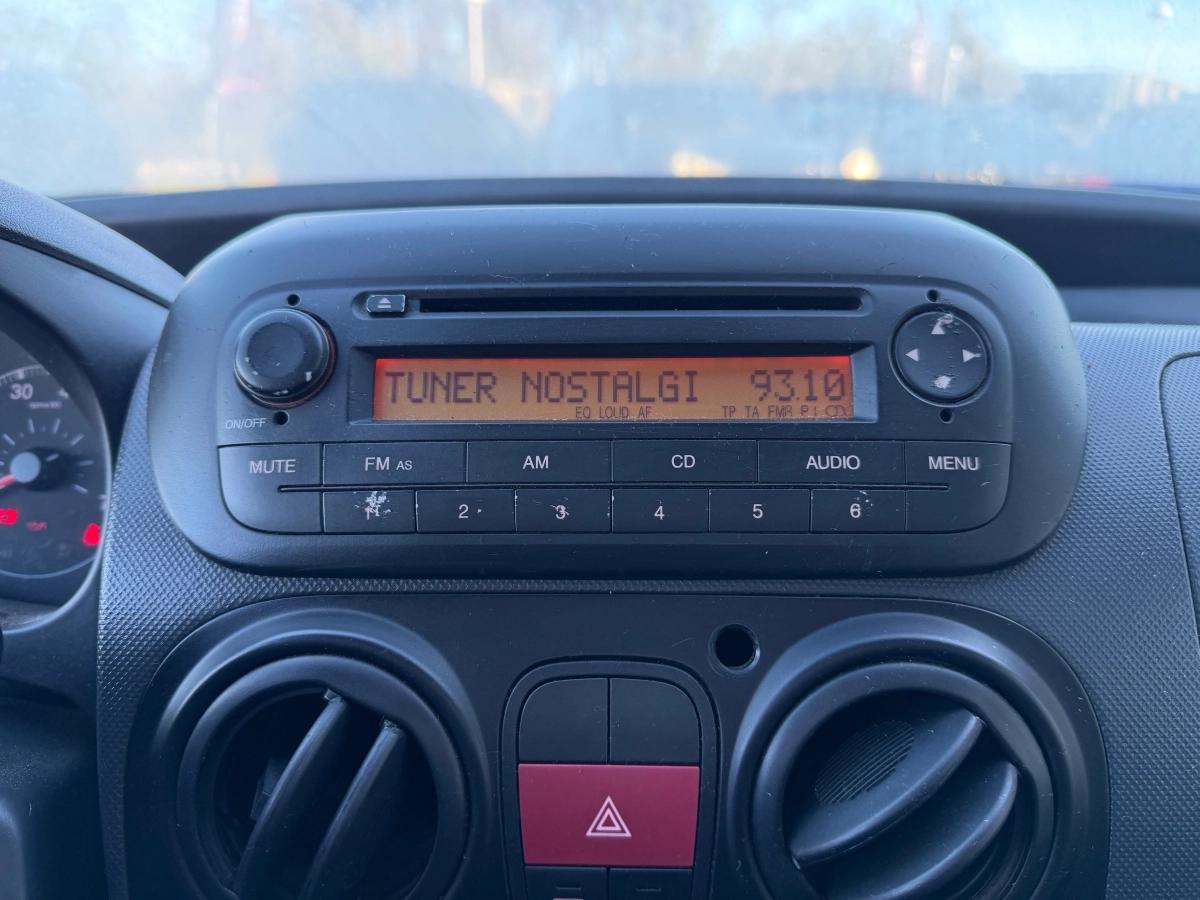 TUNER NOSTALGI 93.10
EQ LOUD AF TP TA
ON/OFF
MUTE FM AS AM CD AUDIO MENU
1 2 3 4 5 6
30